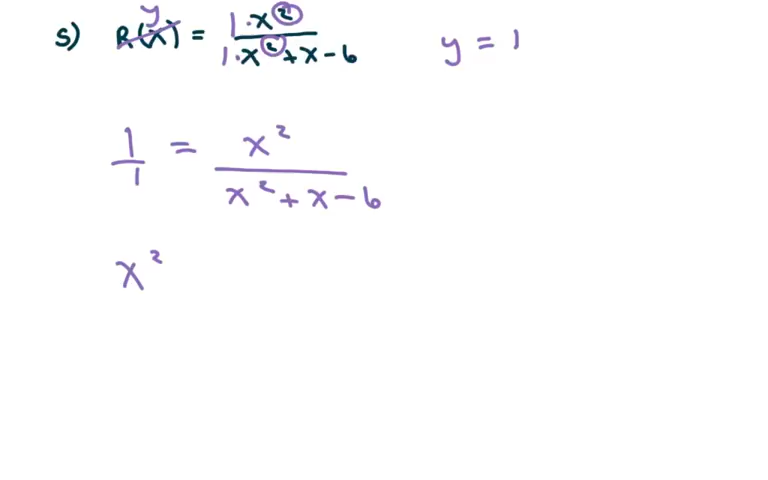 5) R(x) y = 1·x² / 1·x²+x-6 y = 1
1/1 = x² / x²+x-6
x²